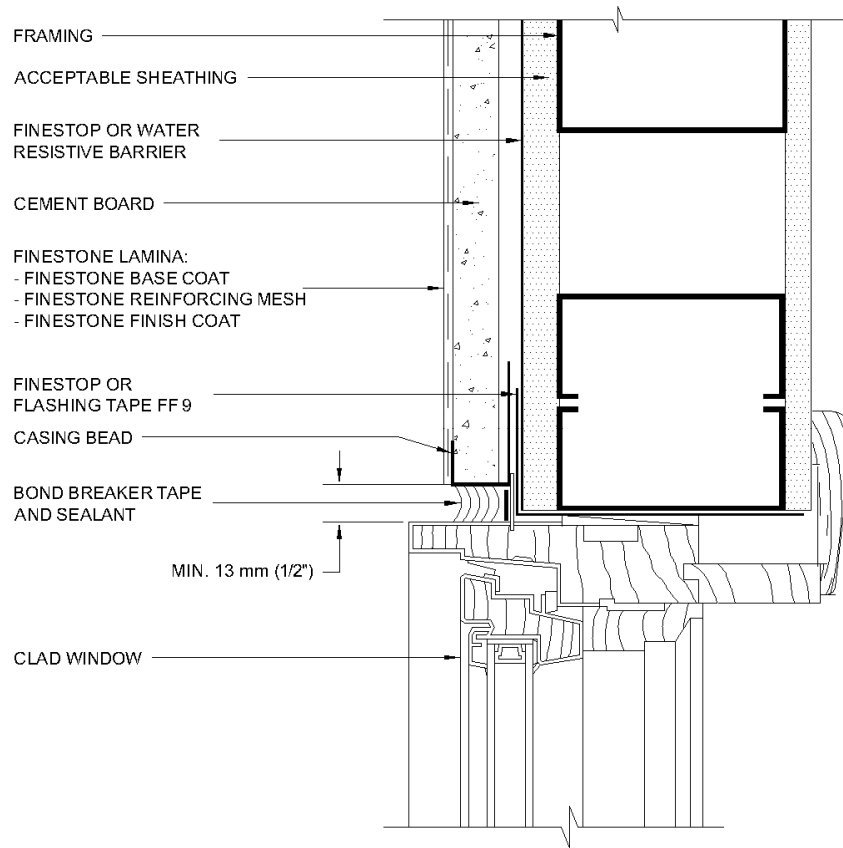 FRAMING
ACCEPTABLE SHEATHING
FINESTOP OR WATER
RESISTIVE BARRIER
CEMENT BOARD
FINESTONE LAMINA:
- FINESTONE BASE COAT
- FINESTONE REINFORCING MESH
- FINESTONE FINISH COAT
FINESTOP OR
FLASHING TAPE FF 9
CASING BEAD
BOND BREAKER TAPE
AND SEALANT
MIN. 13 mm (1/2")
CLAD WINDOW